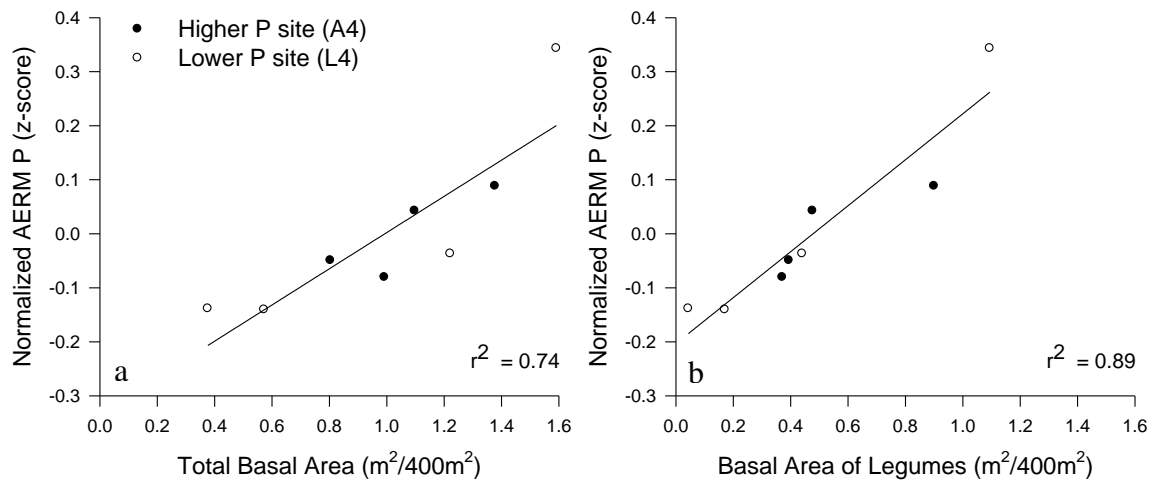 Normalized AERM P (z-score)
0.4
0.3
0.2
0.1
0.0
-0.1
-0.2
-0.3
Higher P site (A4)
Lower P site (L4)
a
r² = 0.74
0.0 0.2 0.4 0.6 0.8 1.0 1.2 1.4 1.6
Total Basal Area (m²/400m²)
Normalized AERM P (z-score)
0.4
0.3
0.2
0.1
0.0
-0.1
-0.2
-0.3
b
r² = 0.89
0.0 0.2 0.4 0.6 0.8 1.0 1.2 1.4 1.6
Basal Area of Legumes (m²/400m²)